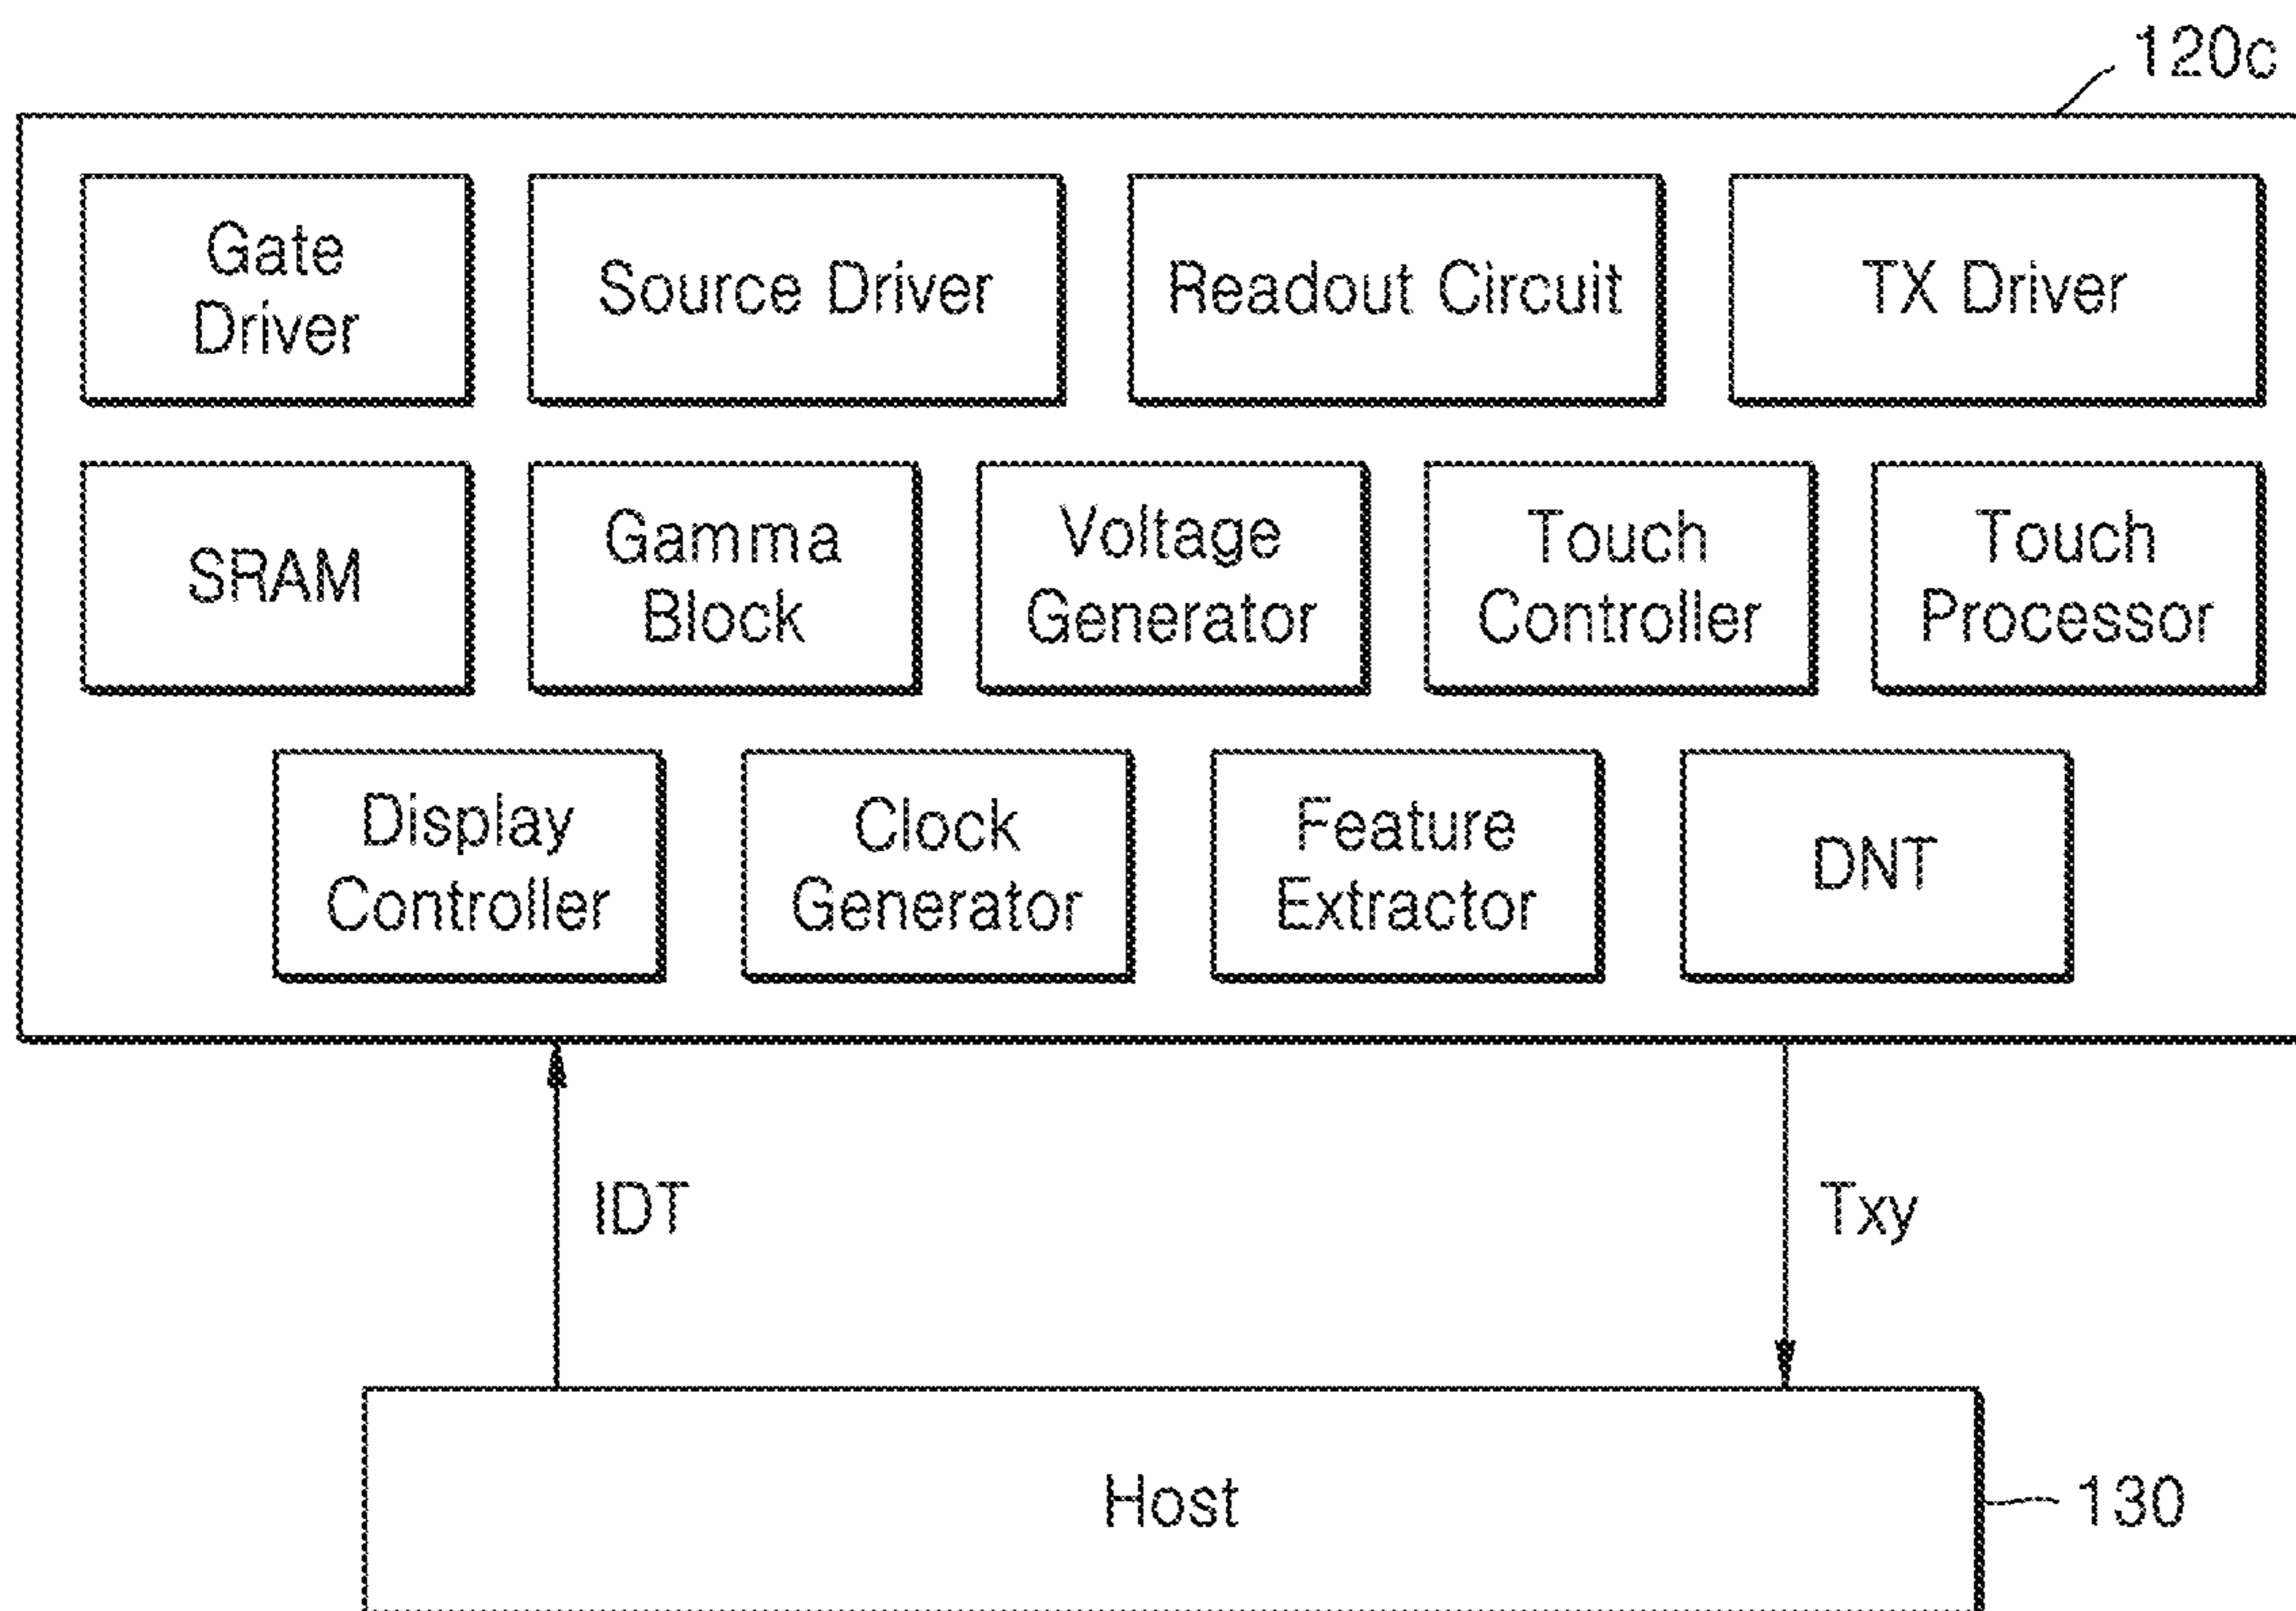 120c
Gate
Driver
Source Driver
Readout Circuit
TX Driver
SRAM
Gamma
Block
Voltage
Generator
Touch
Controller
Touch
Processor
Display
Controller
Clock
Generator
Feature
Extractor
DNT
IDT
Txy
Host
130